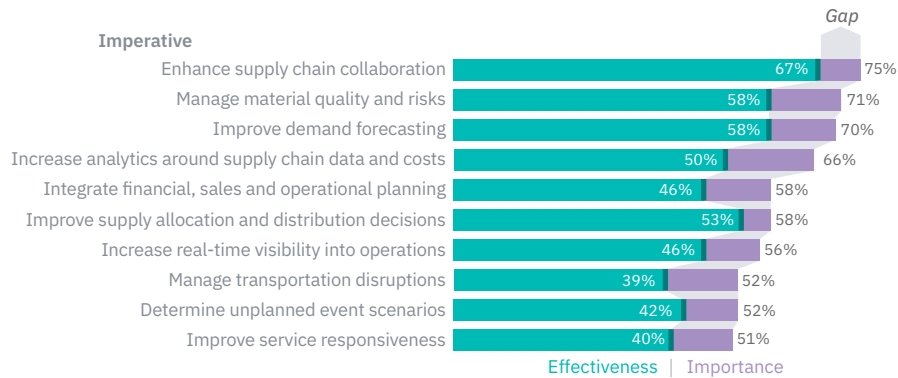 Gap
Imperative
Enhance supply chain collaboration 67% 75%
Manage material quality and risks 58% 71%
Improve demand forecasting 58% 70%
Increase analytics around supply chain data and costs 50% 66%
Integrate financial, sales and operational planning 46% 58%
Improve supply allocation and distribution decisions 53% 58%
Increase real-time visibility into operations 46% 56%
Manage transportation disruptions 39% 52%
Determine unplanned event scenarios 42% 52%
Improve service responsiveness 40% 51%
Effectiveness | Importance